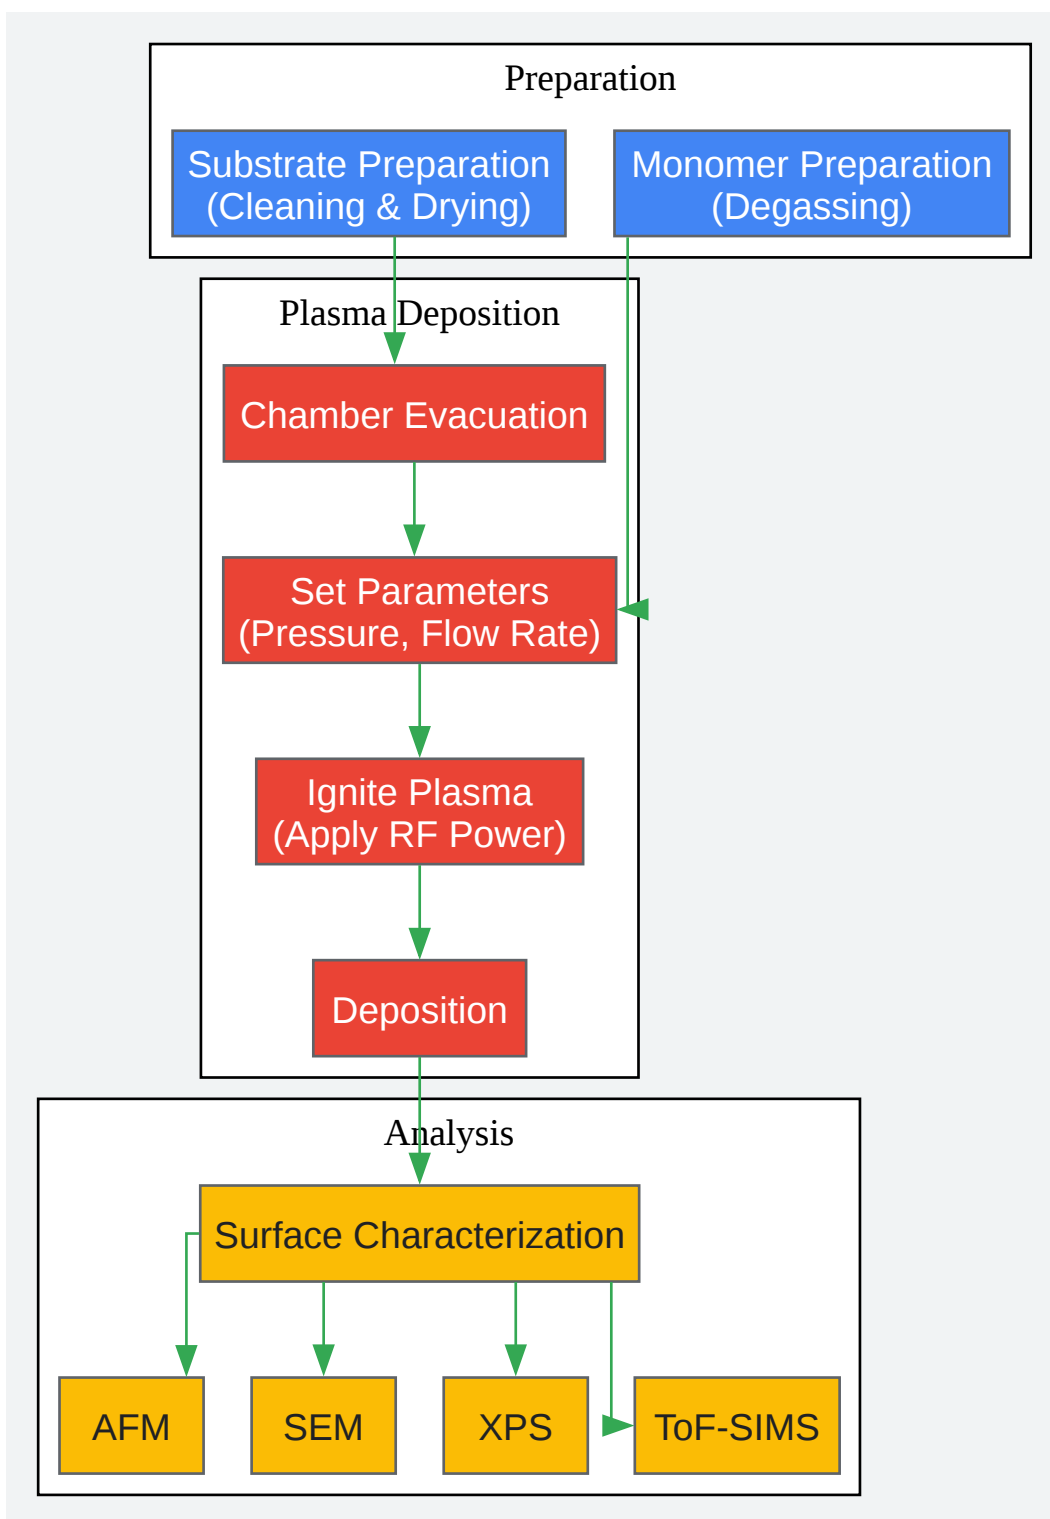 Preparation
Substrate Preparation
(Cleaning & Drying)
Monomer Preparation
(Degassing)
Plasma Deposition
Chamber Evacuation
Set Parameters
(Pressure, Flow Rate)
Ignite Plasma
(Apply RF Power)
Deposition
Analysis
Surface Characterization
AFM
SEM
XPS
ToF-SIMS